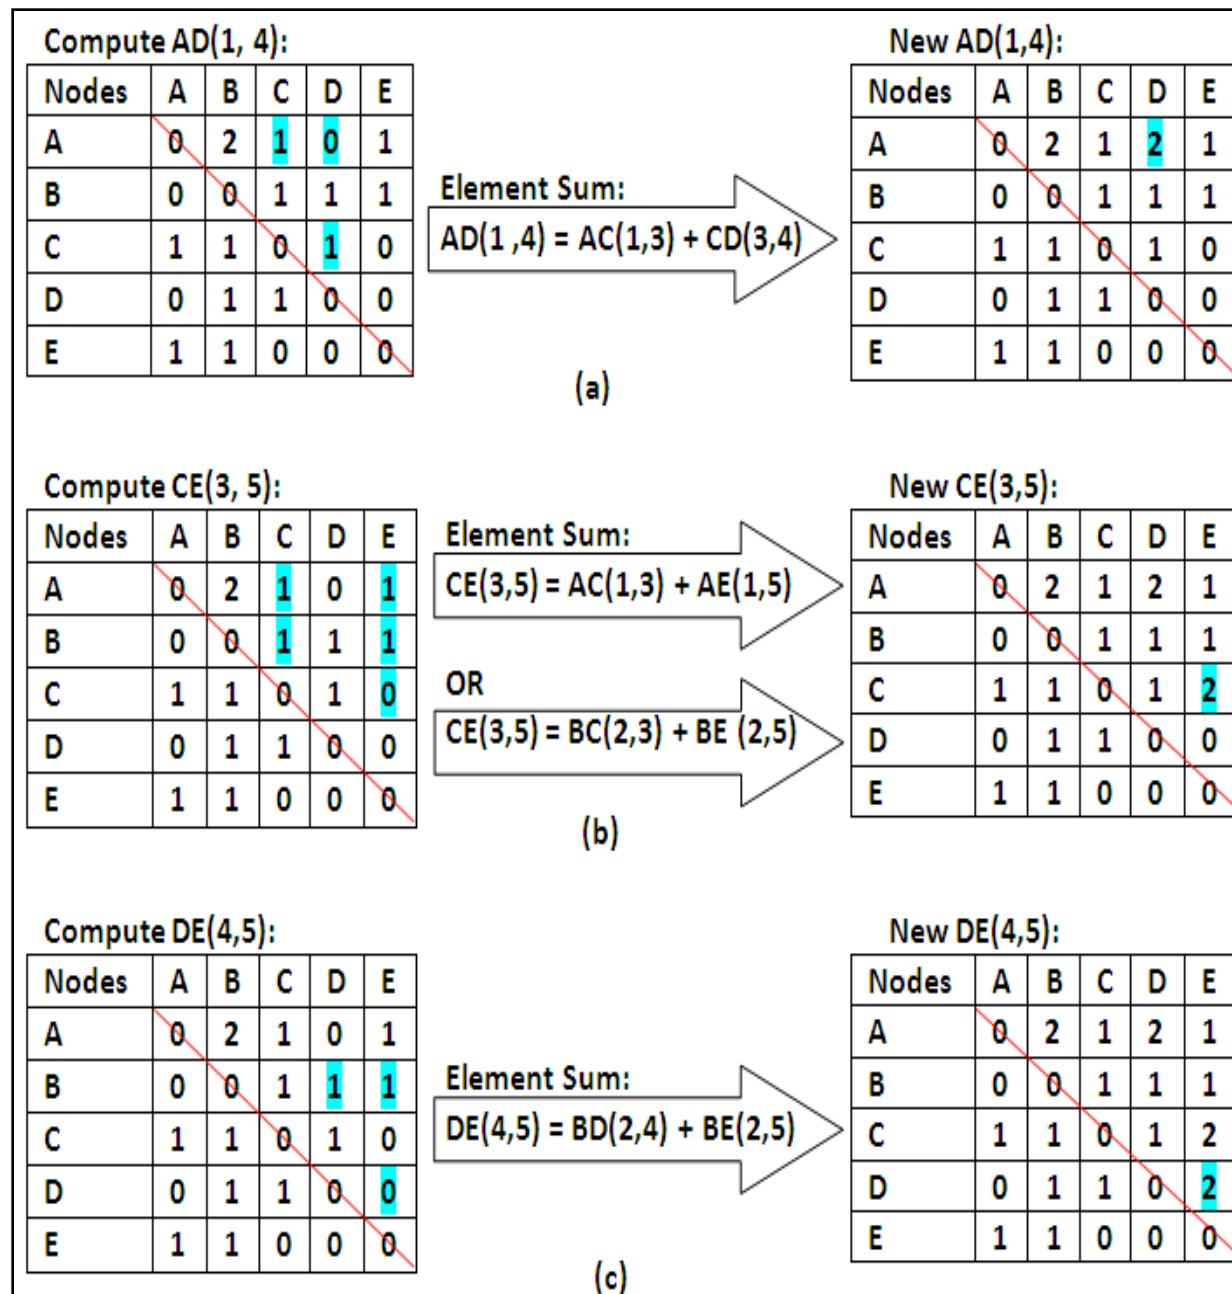 Compute AD(1, 4):
Nodes A B C D E
A 0 2 1 0 1
B 0 0 1 1 1
C 1 1 0 1 0
D 0 1 1 0 0
E 1 1 0 0 0
Element Sum:
AD(1 ,4) = AC(1,3) + CD(3,4)
New AD(1,4):
Nodes A B C D E
A 0 2 1 2 1
B 0 0 1 1 1
C 1 1 0 1 0
D 0 1 1 0 0
E 1 1 0 0 0
(a)
Compute CE(3, 5):
Nodes A B C D E
A 0 2 1 0 1
B 0 0 1 1 1
C 1 1 0 1 0
D 0 1 1 0 0
E 1 1 0 0 0
Element Sum:
CE(3,5) = AC(1,3) + AE(1,5)
OR
CE(3,5) = BC(2,3) + BE (2,5)
New CE(3,5):
Nodes A B C D E
A 0 2 1 2 1
B 0 0 1 1 1
C 1 1 0 1 2
D 0 1 1 0 0
E 1 1 0 0 0
(b)
Compute DE(4,5):
Nodes A B C D E
A 0 2 1 0 1
B 0 0 1 1 1
C 1 1 0 1 0
D 0 1 1 0 0
E 1 1 0 0 0
Element Sum:
DE(4,5) = BD(2,4) + BE(2,5)
New DE(4,5):
Nodes A B C D E
A 0 2 1 2 1
B 0 0 1 1 1
C 1 1 0 1 2
D 0 1 1 0 2
E 1 1 0 0 0
(c)